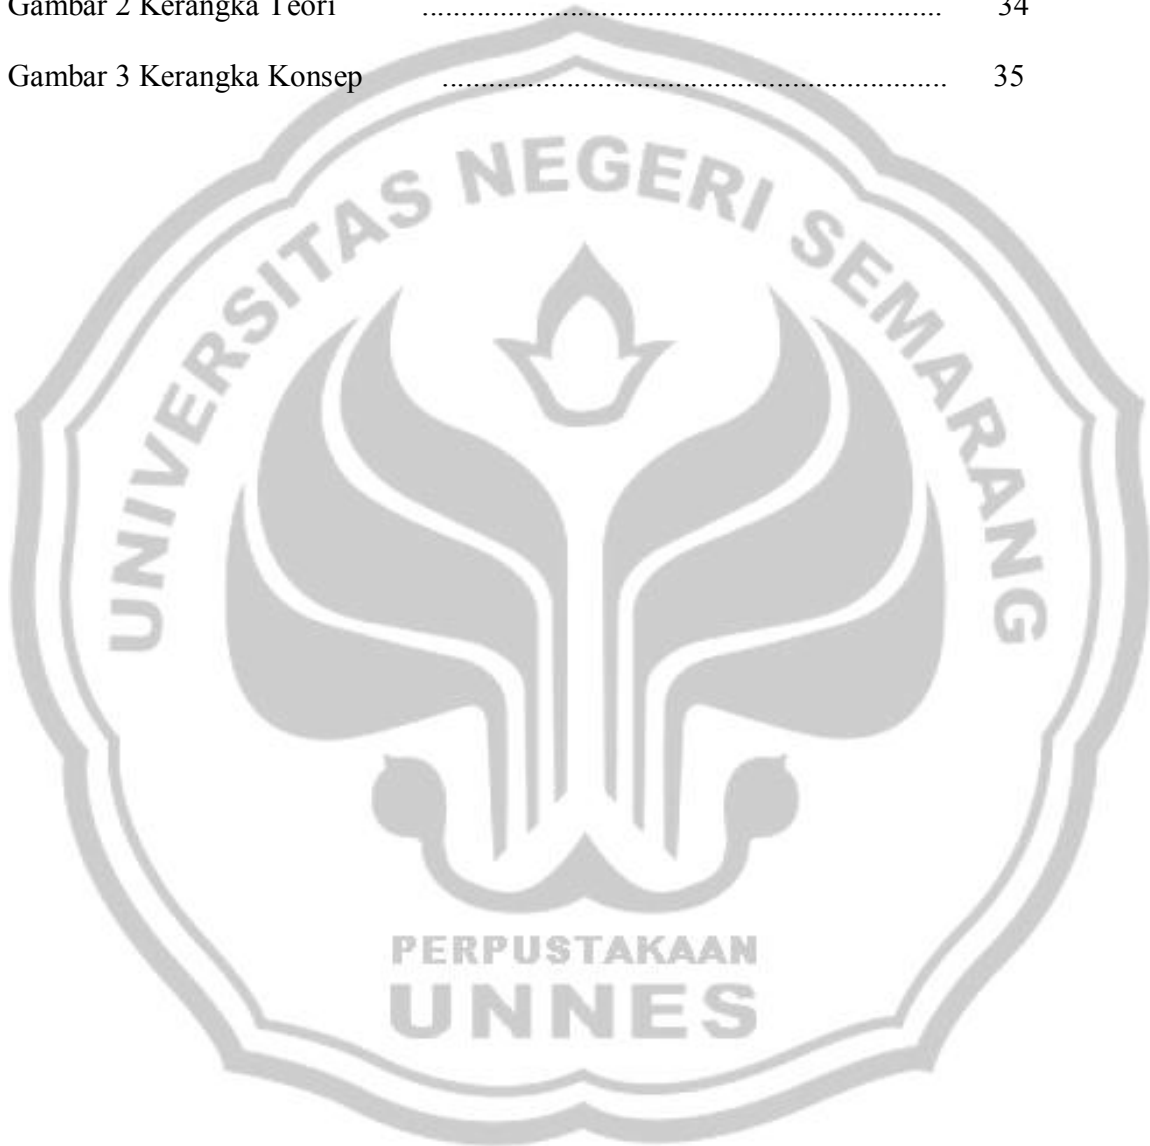 Gambar 2 Kerangka Teori .................................................................. 34
Gambar 3 Kerangka Konsep ................................................................ 35
UNIVERSITAS NEGERI SEMARANG
PERPUSTAKAAN
UNNES